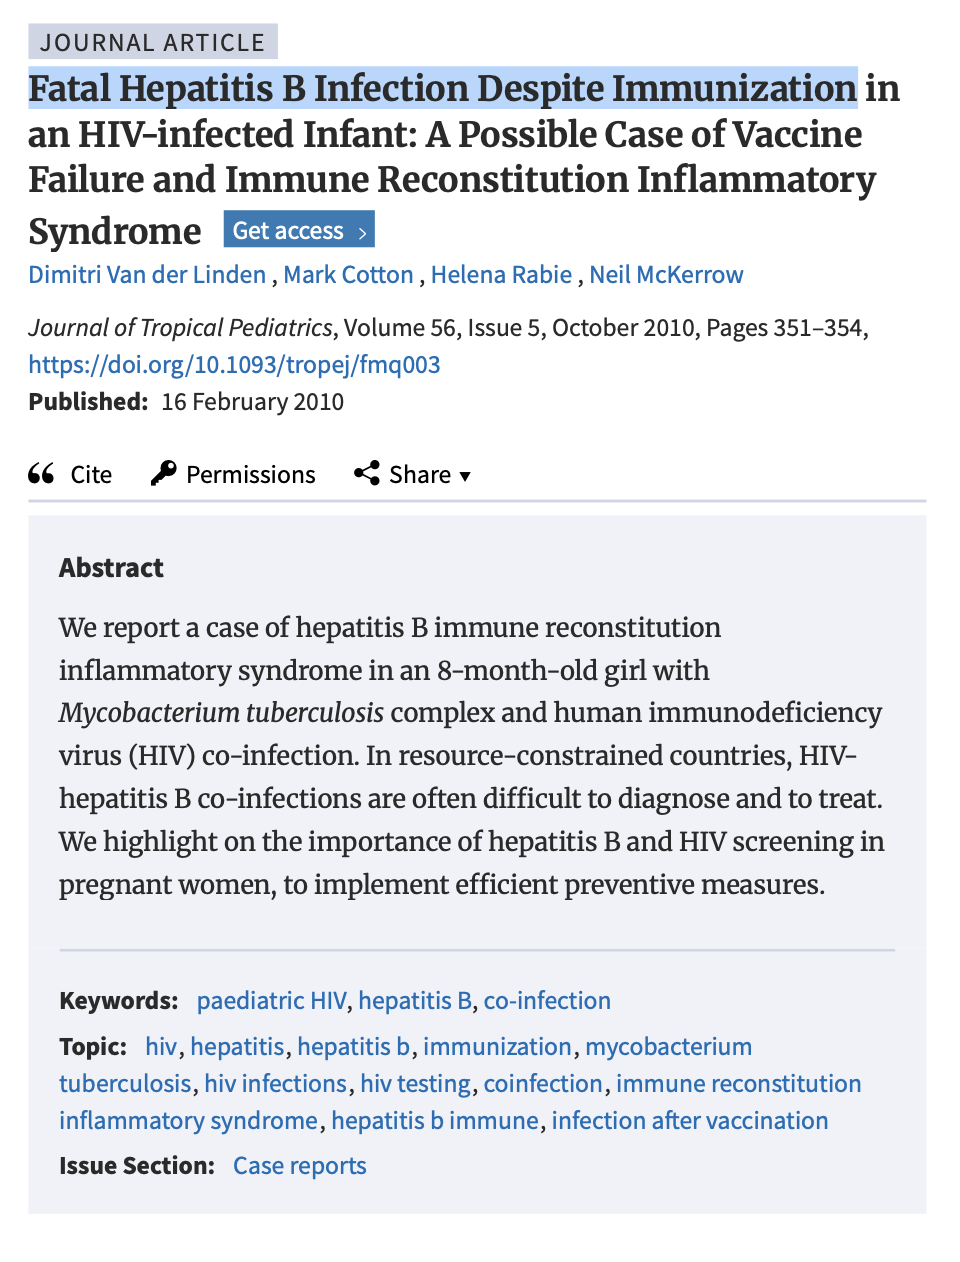 JOURNAL ARTICLE
Fatal Hepatitis B Infection Despite Immunization in
an HIV-infected Infant: A Possible Case of Vaccine
Failure and Immune Reconstitution Inflammatory
Syndrome Get access >
Dimitri Van der Linden , Mark Cotton , Helena Rabie , Neil McKerrow
Journal of Tropical Pediatrics, Volume 56, Issue 5, October 2010, Pages 351–354,
https://doi.org/10.1093/tropej/fmq003
Published: 16 February 2010
Cite Permissions Share ▼
Abstract
We report a case of hepatitis B immune reconstitution
inflammatory syndrome in an 8-month-old girl with
Mycobacterium tuberculosis complex and human immunodeficiency
virus (HIV) co-infection. In resource-constrained countries, HIV-
hepatitis B co-infections are often difficult to diagnose and to treat.
We highlight on the importance of hepatitis B and HIV screening in
pregnant women, to implement efficient preventive measures.
Keywords: paediatric HIV, hepatitis B, co-infection
Topic: hiv, hepatitis, hepatitis b, immunization, mycobacterium
tuberculosis, hiv infections, hiv testing, coinfection, immune reconstitution
inflammatory syndrome, hepatitis b immune, infection after vaccination
Issue Section: Case reports